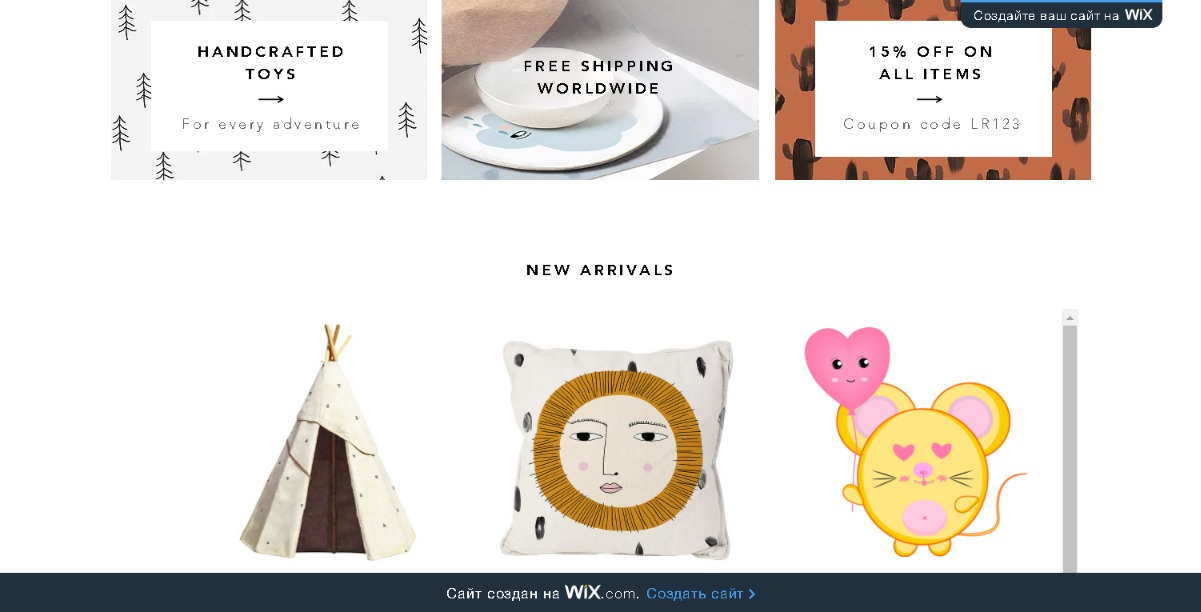 Создайте ваш сайт на WiX
HANDCRAFTED
TOYS
For every adventure
FREE SHIPPING
WORLDWIDE
15% OFF ON
ALL ITEMS
Coupon code LR123
NEW ARRIVALS
Сайт создан на WiX.com. Создать сайт >